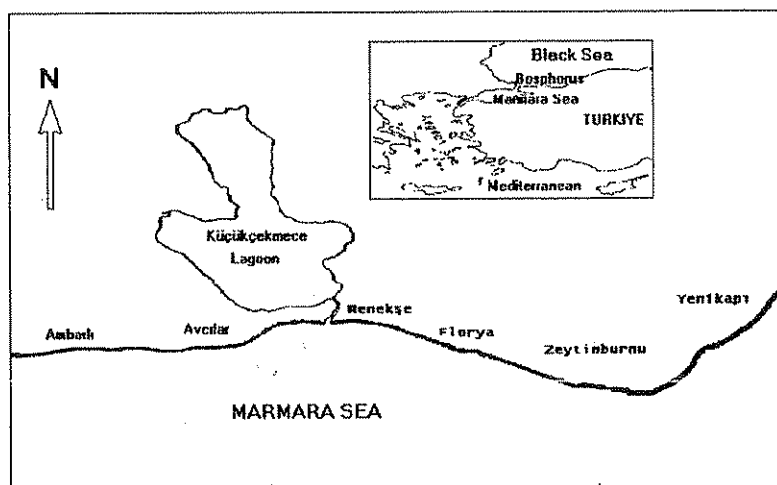 N
Black Sea
Bosphorus
Marmara Sea
TURKIYE
Mediterranean
Küçükçekmece
Lagoon
Menekşe
Yenikapı
Ambarlı
Avcılar
Florya
Zeytinburnu
MARMARA SEA